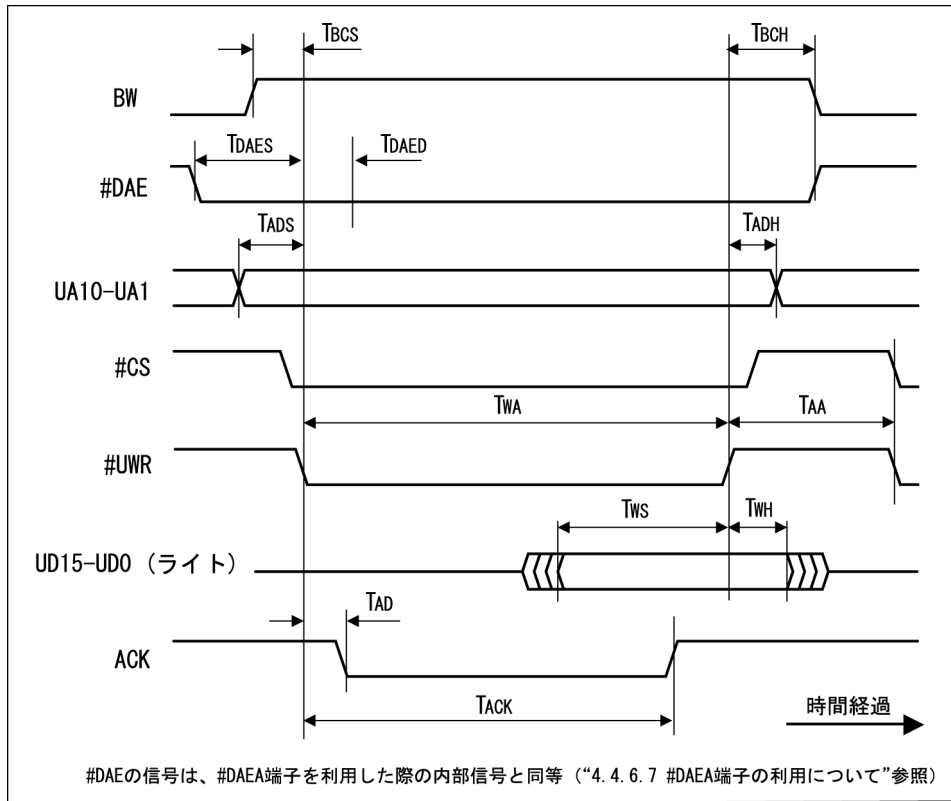 TBCS
TBCH
BW
TDAES
TDAED
#DAE
TADS
TADH
UA10-UA1
#CS
TWA
TAA
#UWR
TWS
TWH
UD15-UD0 (ライト)
TAD
ACK
TACK
時間経過
#DAEの信号は、#DAEA端子を利用した際の内部信号と同等 (“4.4.6.7 #DAEA端子の利用について”参照)